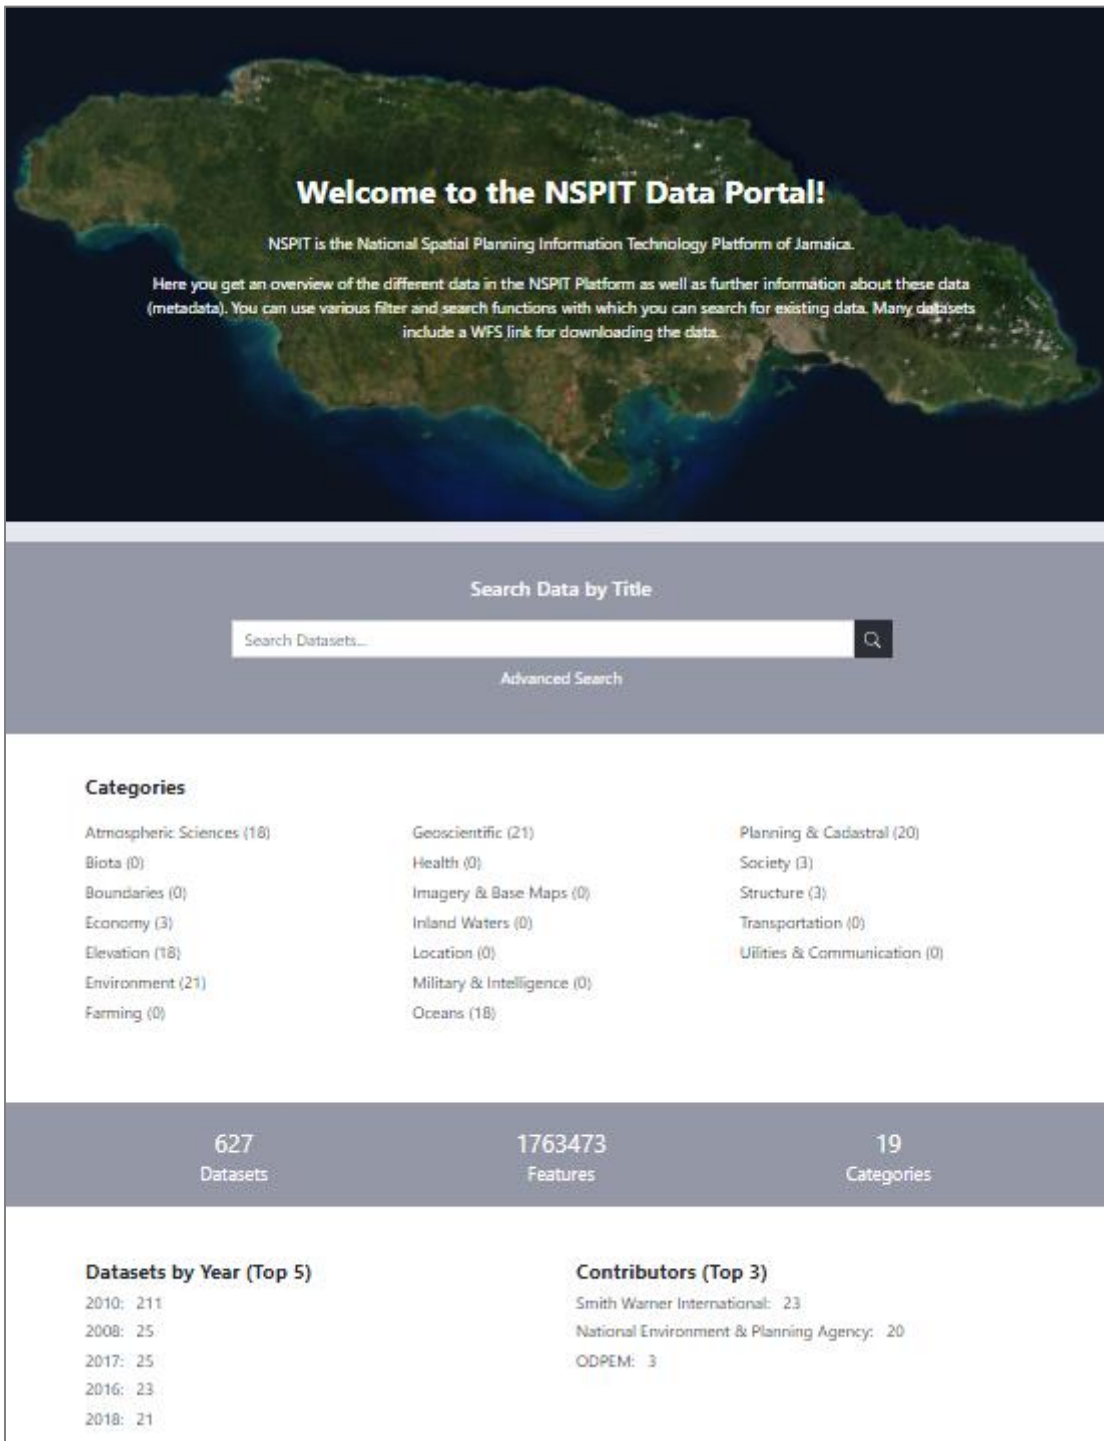 Welcome to the NSPIT Data Portal!
NSPIT is the National Spatial Planning Information Technology Platform of Jamaica.
Here you get an overview of the different data in the NSPIT Platform as well as further information about these data
(metadata). You can use various filter and search functions with which you can search for existing data. Many datasets
include a WFS link for downloading the data.
Search Data by Title
Search Datasets...
Advanced Search
Categories
Atmospheric Sciences (18)
Biota (0)
Boundaries (0)
Economy (3)
Elevation (18)
Environment (21)
Farming (0)
Geoscientific (21)
Health (0)
Imagery & Base Maps (0)
Inland Waters (0)
Location (0)
Military & Intelligence (0)
Oceans (18)
Planning & Cadastral (20)
Society (3)
Structure (3)
Transportation (0)
Uilities & Communication (0)
627
Datasets
1763473
Features
19
Categories
Datasets by Year (Top 5)
2010: 211
2008: 25
2017: 25
2016: 23
2018: 21
Contributors (Top 3)
Smith Warner International: 23
National Environment & Planning Agency: 20
ODPEM: 3